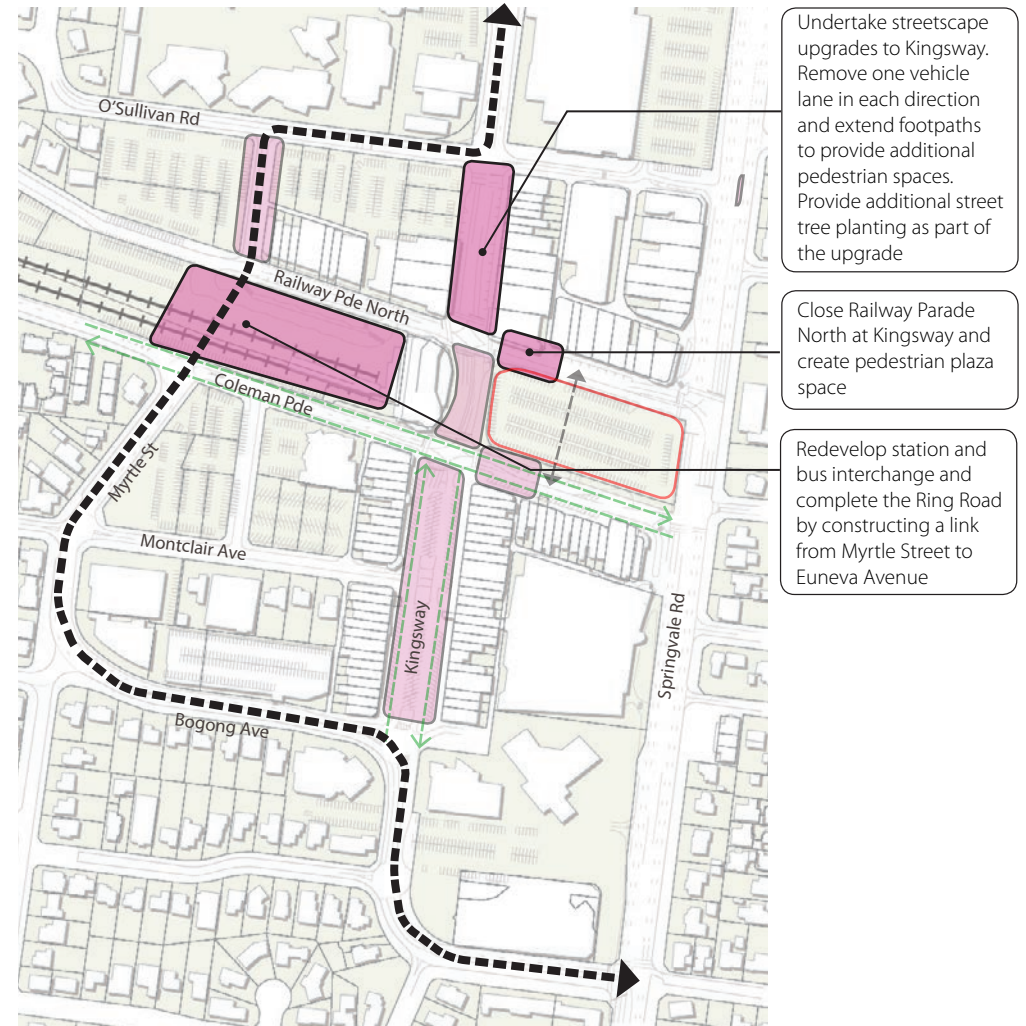 Undertake streetscape
upgrades to Kingsway.
Remove one vehicle
lane in each direction
and extend footpaths
to provide additional
pedestrian spaces.
Provide additional street
tree planting as part of
the upgrade
Close Railway Parade
North at Kingsway and
create pedestrian plaza
space
Redevelop station and
bus interchange and
complete the Ring Road
by constructing a link
from Myrtle Street to
Euneva Avenue
O'Sullivan Rd
Railway Pde North
Coleman Pde
Myrtle St
Montclair Ave
Kingsway
Springvale Rd
Bogong Ave